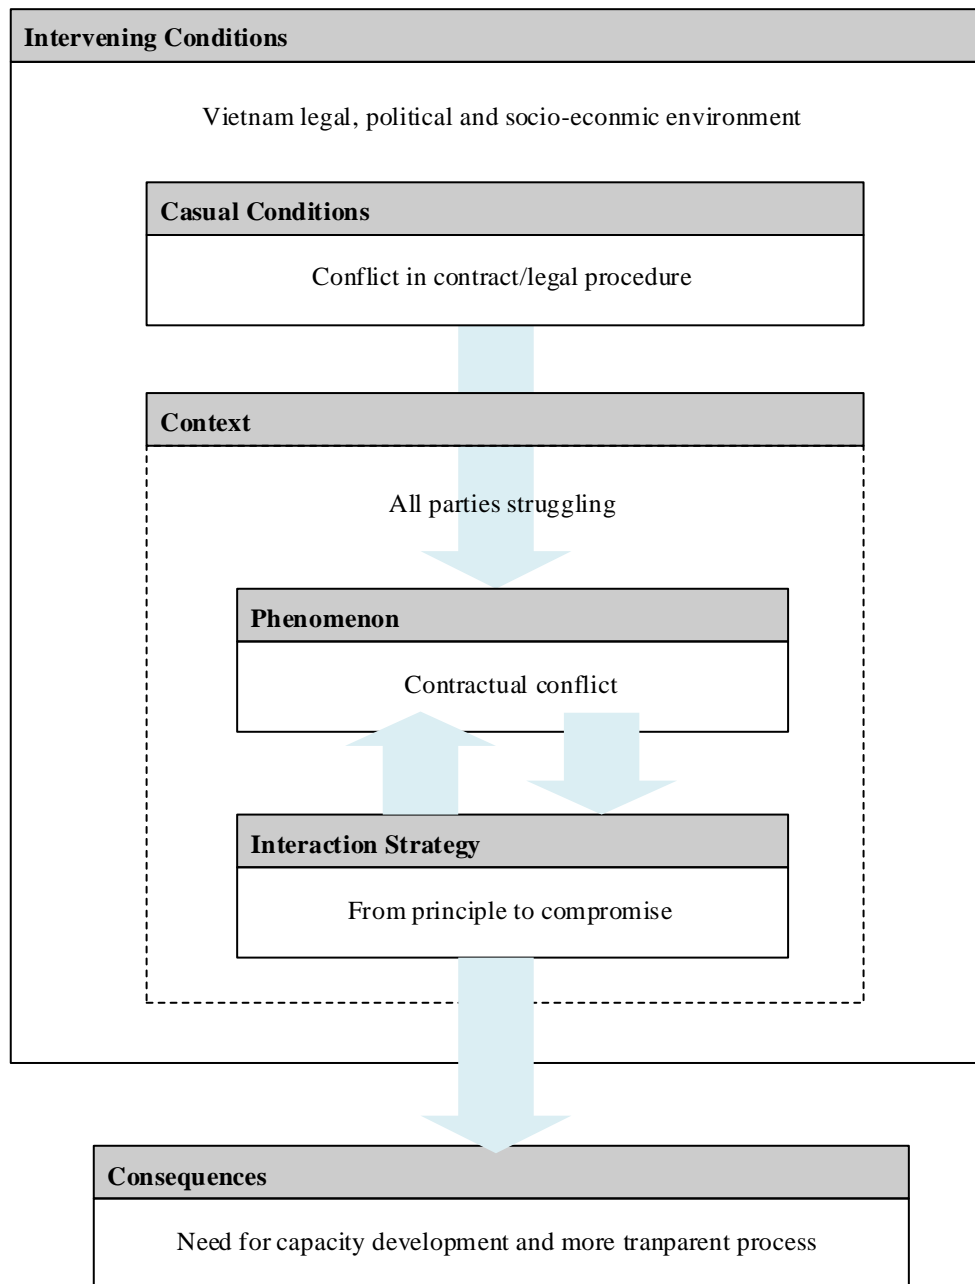 Intervening Conditions
Vietnam legal, political and socio-econmic environment
Casual Conditions
Conflict in contract/legal procedure
Context
All parties struggling
Phenomenon
Contractual conflict
Interaction Strategy
From principle to compromise
Consequences
Need for capacity development and more tranparent process